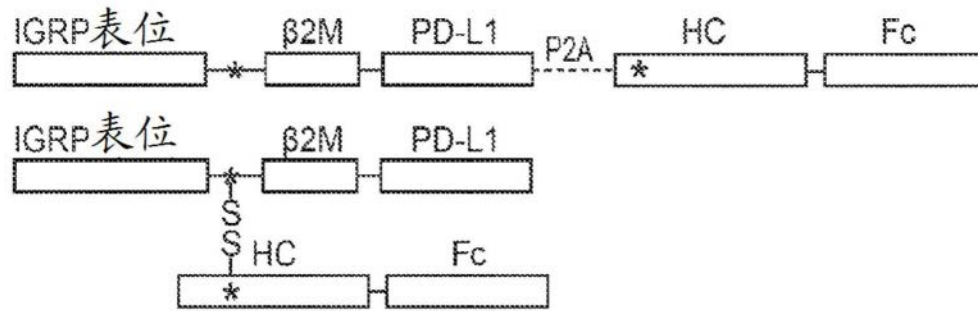 IGRP表位 β2M PD-L1 P2A HC Fc
* *
IGRP表位 β2M PD-L1
*
S
S
HC Fc
*